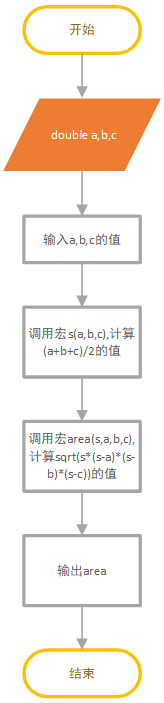 开始
double a,b,c
输入a,b,c的值
调用宏s(a,b,c),计算
(a+b+c)/2的值
调用宏area(s,a,b,c),
计算sqrt(s*(s-a)*(s-
b)*(s-c))的值
输出area
结束